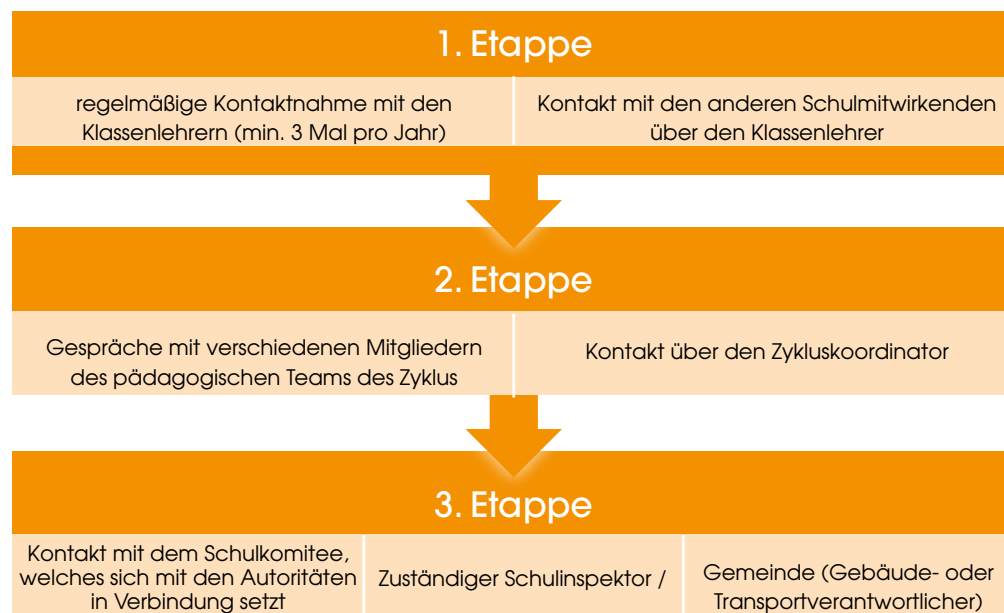 1. Etappe
regelmäßige Kontaktnahme mit den
Klassenlehrern (min. 3 Mal pro Jahr)
Kontakt mit den anderen Schulmitwirkenden
über den Klassenlehrer
2. Etappe
Gespräche mit verschiedenen Mitgliedern
des pädagogischen Teams des Zyklus
Kontakt über den Zykluskoordinator
3. Etappe
Kontakt mit dem Schulkomitee,
welches sich mit den Autoritäten
in Verbindung setzt
Zuständiger Schulinspektor /
Gemeinde (Gebäude- oder
Transportverantwortlicher)